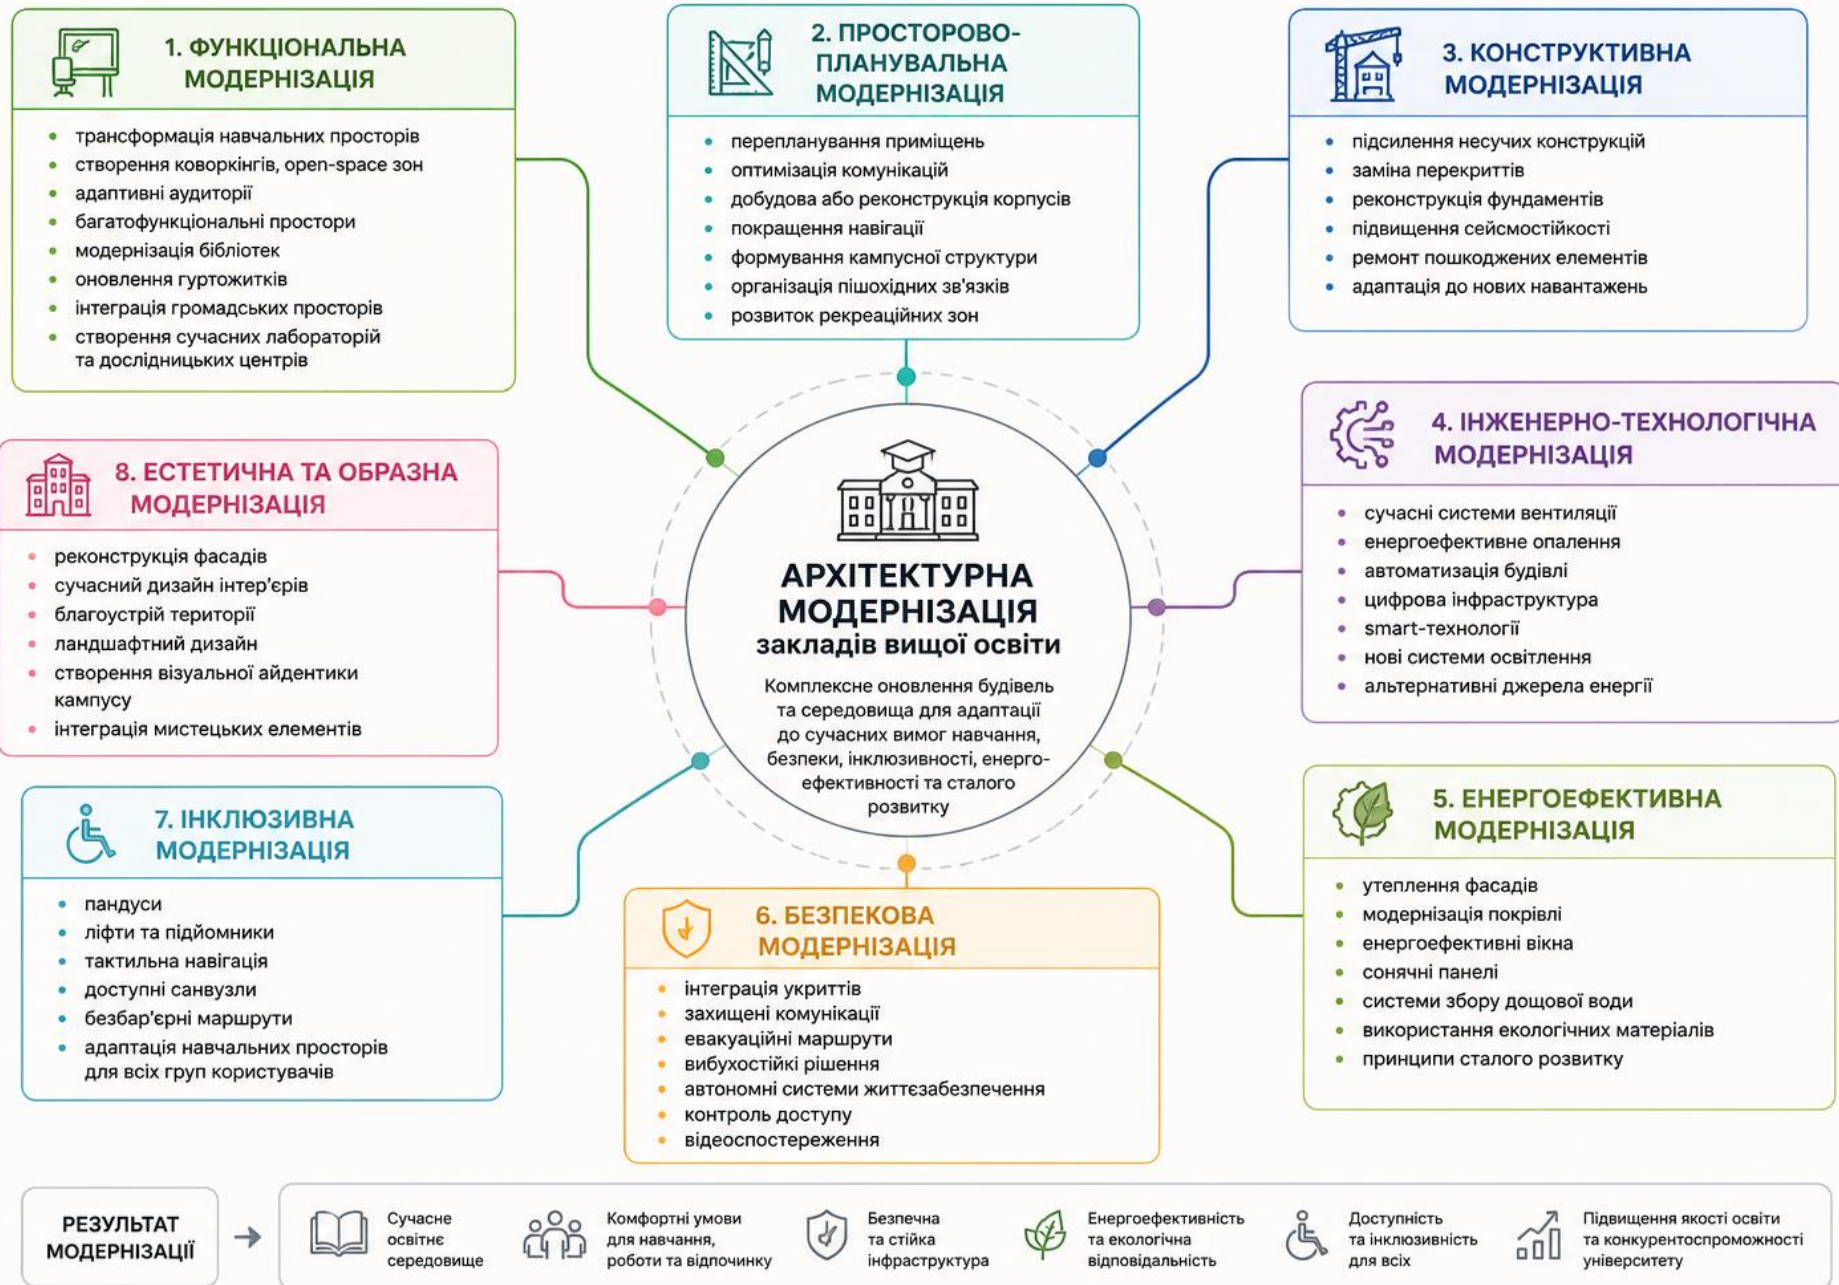 1. ФУНКЦІОНАЛЬНА
МОДЕРНІЗАЦІЯ
трансформація навчальних просторів
створення коворкінгів, open-space зон
адаптивні аудиторії
багатофункціональні простори
модернізація бібліотек
оновлення гуртожитків
інтеграція громадських просторів
створення сучасних лабораторій
та дослідницьких центрів
2. ПРОСТОРОВО-
ПЛАНУВАЛЬНА
МОДЕРНІЗАЦІЯ
перепланування приміщень
оптимізація комунікацій
добудова або реконструкція корпусів
покращення навігації
формування кампусної структури
організація пішохідних зв'язків
розвиток рекреаційних зон
3. КОНСТРУКТИВНА
МОДЕРНІЗАЦІЯ
підсилення несучих конструкцій
заміна перекриттів
реконструкція фундаментів
підвищення сейсмостійкості
ремонт пошкоджених елементів
адаптація до нових навантажень
АРХІТЕКТУРНА
МОДЕРНІЗАЦІЯ
закладів вищої освіти
Комплексне оновлення будівель
та середовища для адаптації
до сучасних вимог навчання,
безпеки, інклюзивності, енерго-
ефективності та сталого
розвитку
4. ІНЖЕНЕРНО-ТЕХНОЛОГІЧНА
МОДЕРНІЗАЦІЯ
сучасні системи вентиляції
енергоефективне опалення
автоматизація будівлі
цифрова інфраструктура
smart-технології
нові системи освітлення
альтернативні джерела енергії
5. ЕНЕРГОЕФЕКТИВНА
МОДЕРНІЗАЦІЯ
утеплення фасадів
модернізація покрівлі
енергоефективні вікна
сонячні панелі
системи збору дощової води
використання екологічних матеріалів
принципи сталого розвитку
6. БЕЗПЕКОВА
МОДЕРНІЗАЦІЯ
інтеграція укриттів
захищені комунікації
евакуаційні маршрути
вибухостійкі рішення
автономні системи життєзабезпечення
контроль доступу
відеоспостереження
7. ІНКЛЮЗИВНА
МОДЕРНІЗАЦІЯ
пандуси
ліфти та підйомники
тактильна навігація
доступні санвузли
безбар'єрні маршрути
адаптація навчальних просторів
для всіх груп користувачів
8. ЕСТЕТИЧНА ТА ОБРАЗНА
МОДЕРНІЗАЦІЯ
реконструкція фасадів
сучасний дизайн інтер'єрів
благоустрій території
ландшафтний дизайн
створення візуальної айдентики
кампусу
інтеграція мистецьких елементів
РЕЗУЛЬТАТ
МОДЕРНІЗАЦІЇ
Сучасне
освітнє
середовище
Комфортні умови
для навчання,
роботи та відпочинку
Безпечна
та стійка
інфраструктура
Енергоефективність
та екологічна
відповідальність
Доступність
та інклюзивність
для всіх
Підвищення якості освіти
та конкурентоспроможності
університету